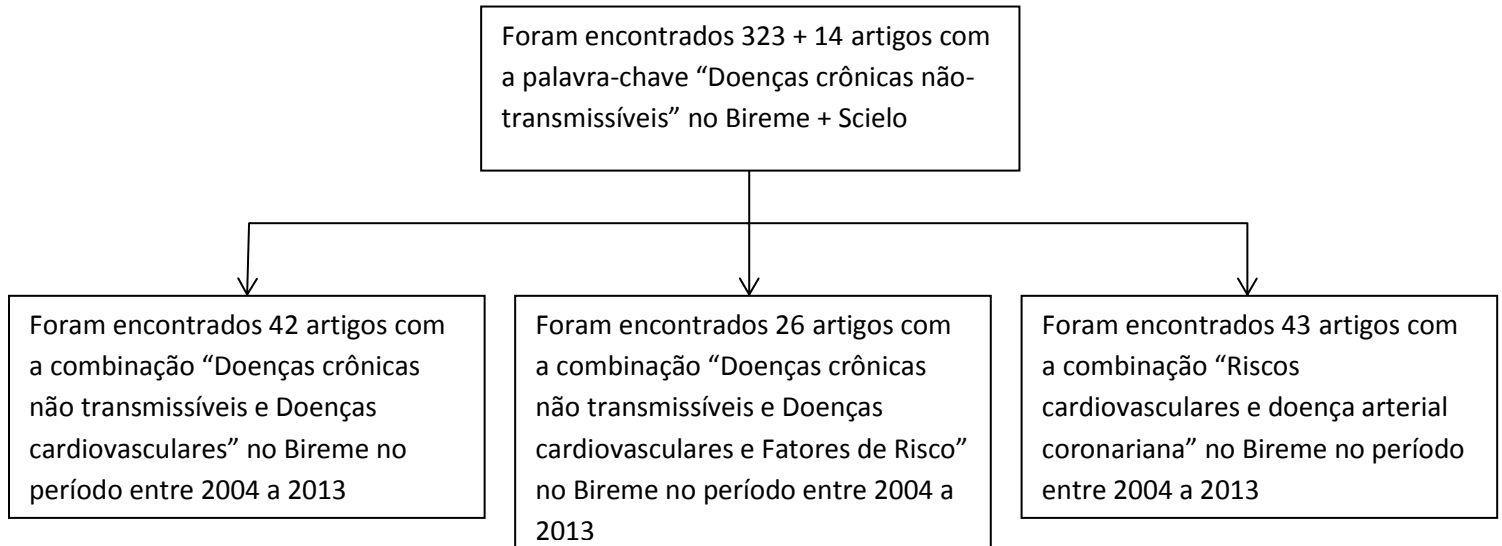 Foram encontrados 323 + 14 artigos com
a palavra-chave “Doenças crônicas não-
transmissíveis” no Bireme + Scielo
Foram encontrados 42 artigos com
a combinação “Doenças crônicas
não transmissíveis e Doenças
cardiovasculares” no Bireme no
período entre 2004 a 2013
Foram encontrados 26 artigos com
a combinação “Doenças crônicas
não transmissíveis e Doenças
cardiovasculares e Fatores de Risco”
no Bireme no período entre 2004 a
2013
Foram encontrados 43 artigos com
a combinação “Riscos
cardiovasculares e doença arterial
coronariana” no Bireme no período
entre 2004 a 2013